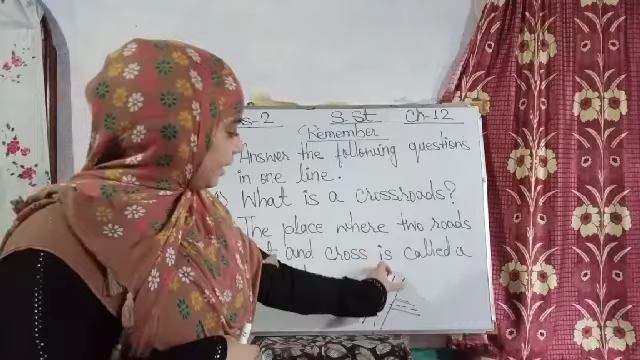 s-2 S.St Ch-12
Remember
Answer the following questions
in one line.
What is a crossroads?
The place where two roads
and cross is called a